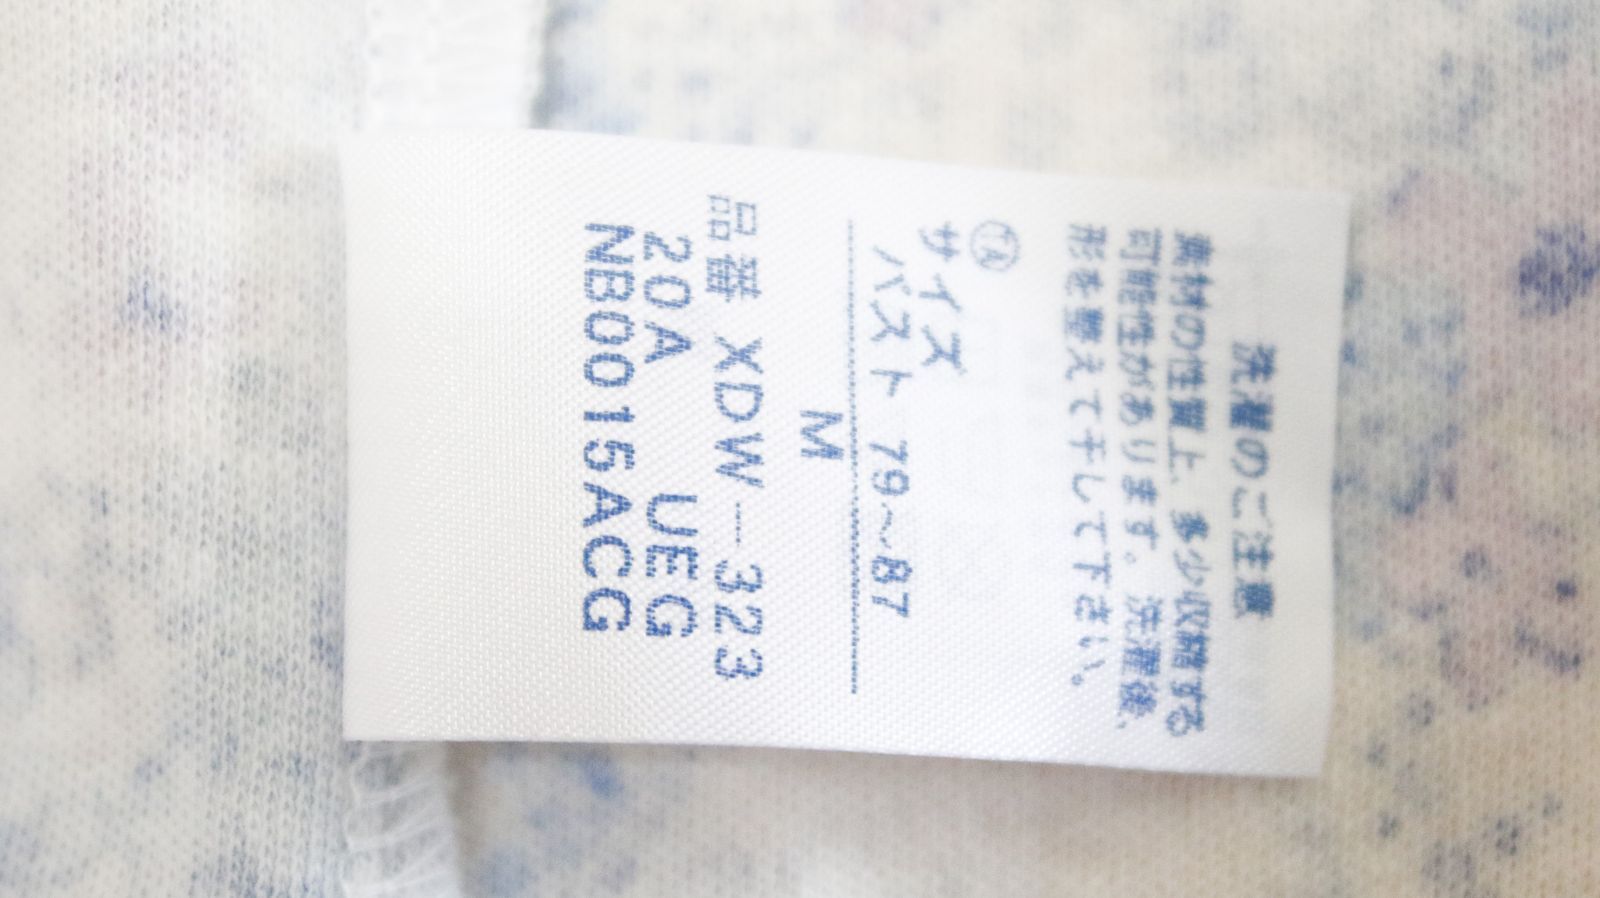 洗濯のご注意
素材の性質上、多少収縮する
可能性があります。洗濯後、
形を整えて干して下さい。
サイズ
バスト 79~87
M
品番 XDW-323
20A UEG
NB0015ACG